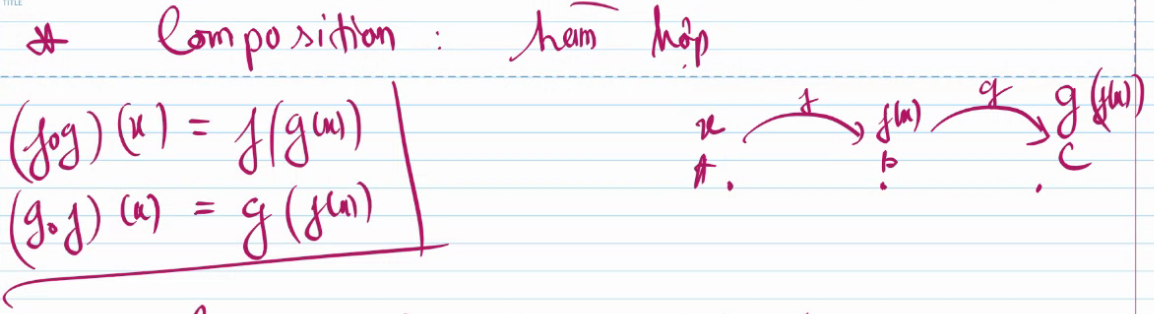 TITLE
* Composition : hàm hợp
(f∘g)(x) = f(g(x))
(g∘f)(x) = g(f(x))
x f f(x) g g(f(x))
A B C